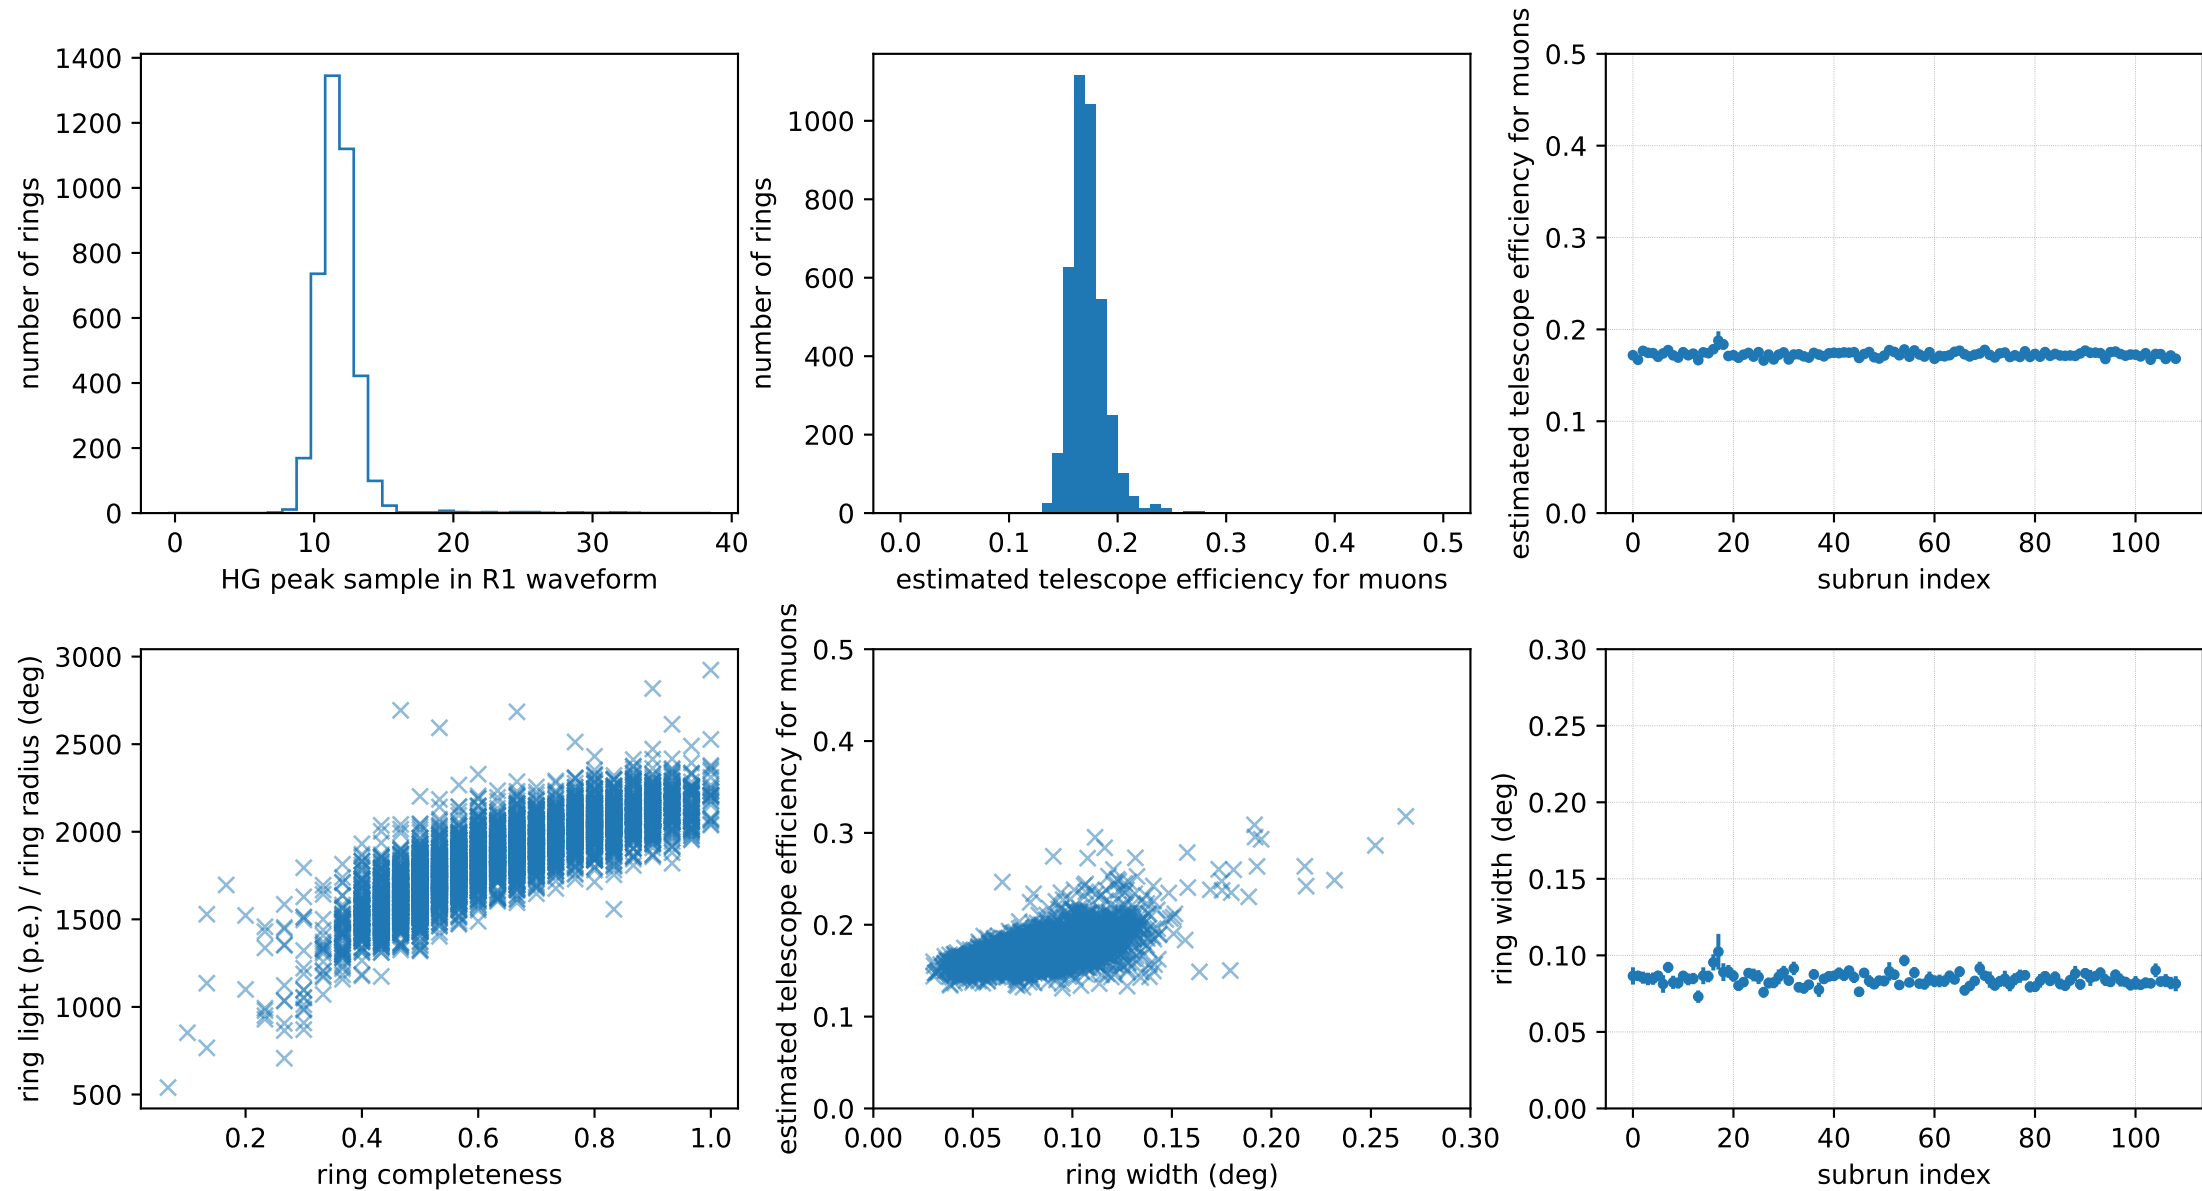 number of rings
1400
1200
1000
800
600
400
200
0
0 10 20 30 40
HG peak sample in R1 waveform
number of rings
1000
800
600
400
200
0
0.0 0.1 0.2 0.3 0.4 0.5
estimated telescope efficiency for muons
estimated telescope efficiency for muons
0.5
0.4
0.3
0.2
0.1
0.0
0 20 40 60 80 100
subrun index
ring light (p.e.) / ring radius (deg)
3000
2500
2000
1500
1000
500
0.2 0.4 0.6 0.8 1.0
ring completeness
estimated telescope efficiency for muons
0.5
0.4
0.3
0.2
0.1
0.0
0.00 0.05 0.10 0.15 0.20 0.25 0.30
ring width (deg)
ring width (deg)
0.30
0.25
0.20
0.15
0.10
0.05
0.00
0 20 40 60 80 100
subrun index